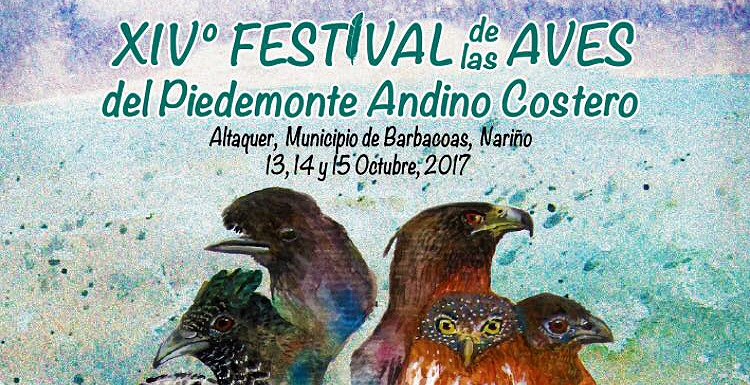 XIVº FESTIVAL de las AVES
del Piedemonte Andino Costero
Altaquer, Municipio de Barbacoas, Nariño
13, 14 y 15 Octubre, 2017